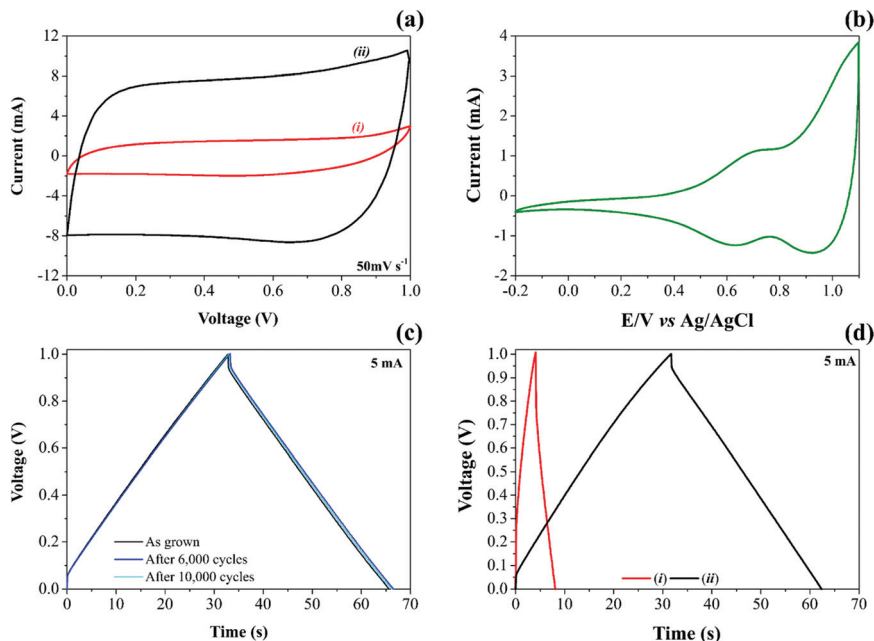 (a)
12
8
4
0
-4
-8
-12
Current (mA)
(ii)
(i)
50mV s⁻¹
0.0 0.2 0.4 0.6 0.8 1.0
Voltage (V)
(b)
4
3
2
1
0
-1
-2
Current (mA)
-0.2 0.0 0.2 0.4 0.6 0.8 1.0
E/V vs Ag/AgCl
(c)
1.0
0.8
0.6
0.4
0.2
0.0
Voltage (V)
5 mA
As grown
After 6,000 cycles
After 10,000 cycles
0 10 20 30 40 50 60 70
Time (s)
(d)
1.0
0.9
0.8
0.7
0.6
0.5
0.4
0.3
0.2
0.1
0.0
Voltage (V)
5 mA
(i) (ii)
0 10 20 30 40 50 60 70
Time (s)